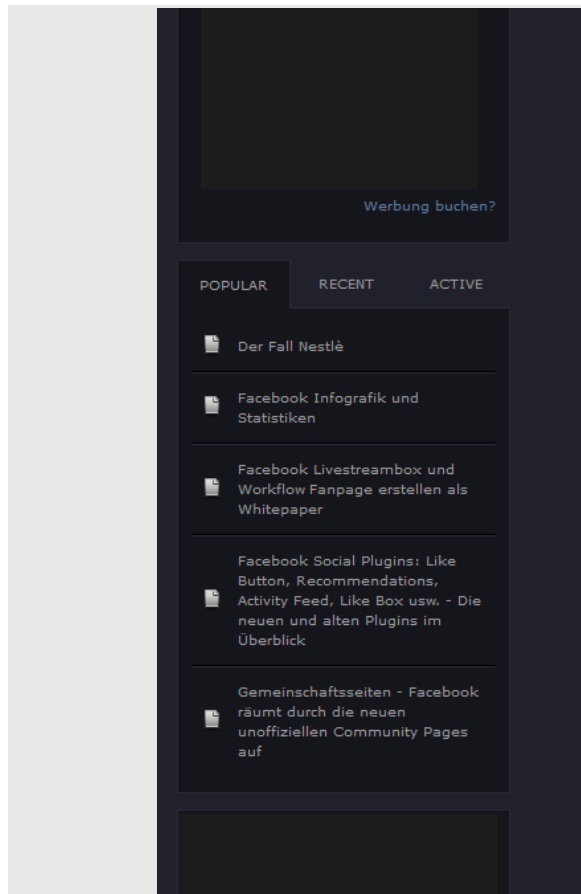 Werbung buchen?
POPULAR RECENT ACTIVE
Der Fall Nestlè
Facebook Infografik und
Statistiken
Facebook Livestreambox und
Workflow Fanpage erstellen als
Whitepaper
Facebook Social Plugins: Like
Button, Recommendations,
Activity Feed, Like Box usw. - Die
neuen und alten Plugins im
Überblick
Gemeinschaftsseiten - Facebook
räumt durch die neuen
unoffiziellen Community Pages
auf